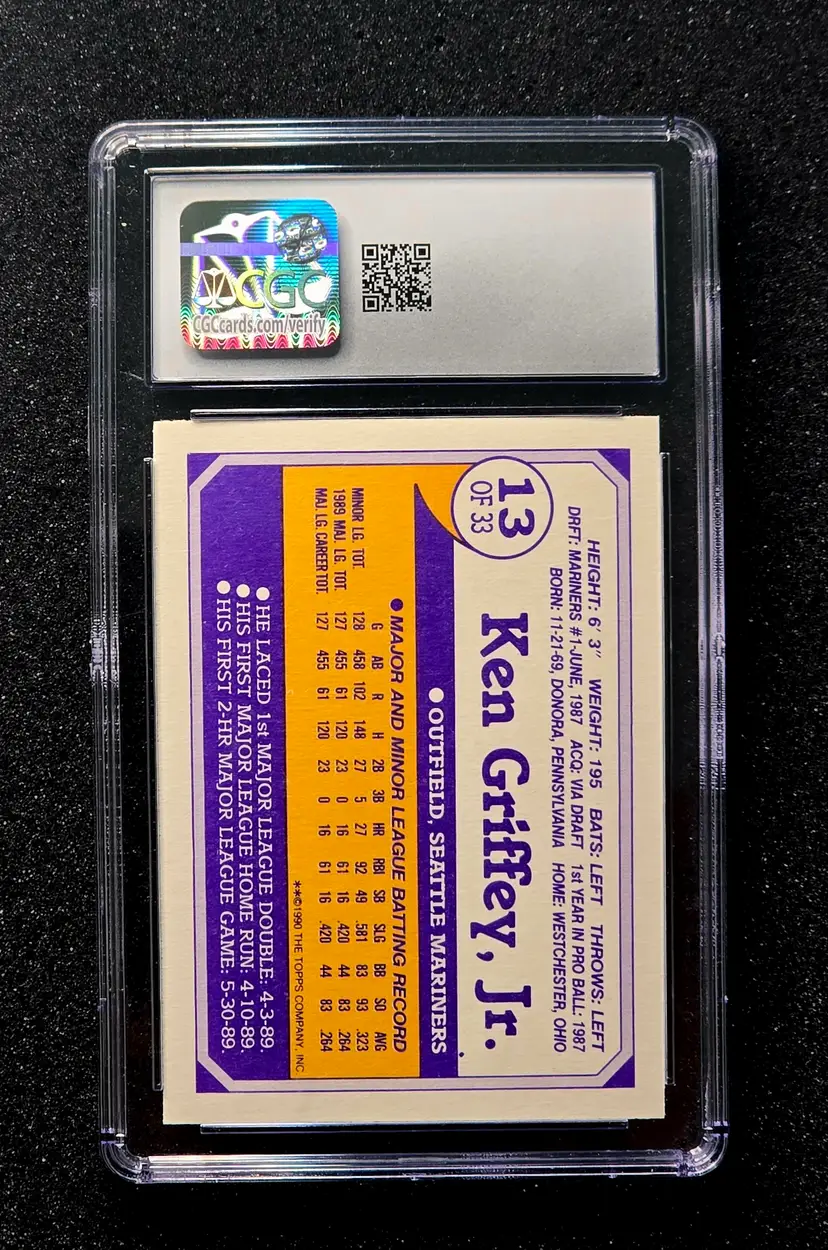 CGC
CGCcards.com/verify
13
OF 33
HEIGHT: 6' 3" WEIGHT: 195 BATS: LEFT THROWS: LEFT
DRFT: MARINERS #1-JUNE, 1987 ACQ: VIA DRAFT 1st YEAR IN PRO BALL: 1987
BORN: 11-21-69, DONORA, PENNSYLVANIA HOME: WESTCHESTER, OHIO
Ken Griffey, Jr.
● OUTFIELD, SEATTLE MARINERS
● MAJOR AND MINOR LEAGUE BATTING RECORD
G AB R H 2B 3B HR RBI SB SLG BB SO AVG
MINOR LG. TOT. 128 458 102 148 27 5 27 92 49 .581 83 93 .323
1989 MAJ. LG. TOT. 127 455 61 120 23 0 16 61 16 .420 44 83 .264
MAJ. LG. CAREER TOT. 127 455 61 120 23 0 16 61 16 .420 44 83 .264
**©1990 THE TOPPS COMPANY, INC.
● HE LACED 1st MAJOR LEAGUE DOUBLE: 4-3-89.
● HIS FIRST MAJOR LEAGUE HOME RUN: 4-10-89.
● HIS FIRST 2-HR MAJOR LEAGUE GAME: 5-30-89.